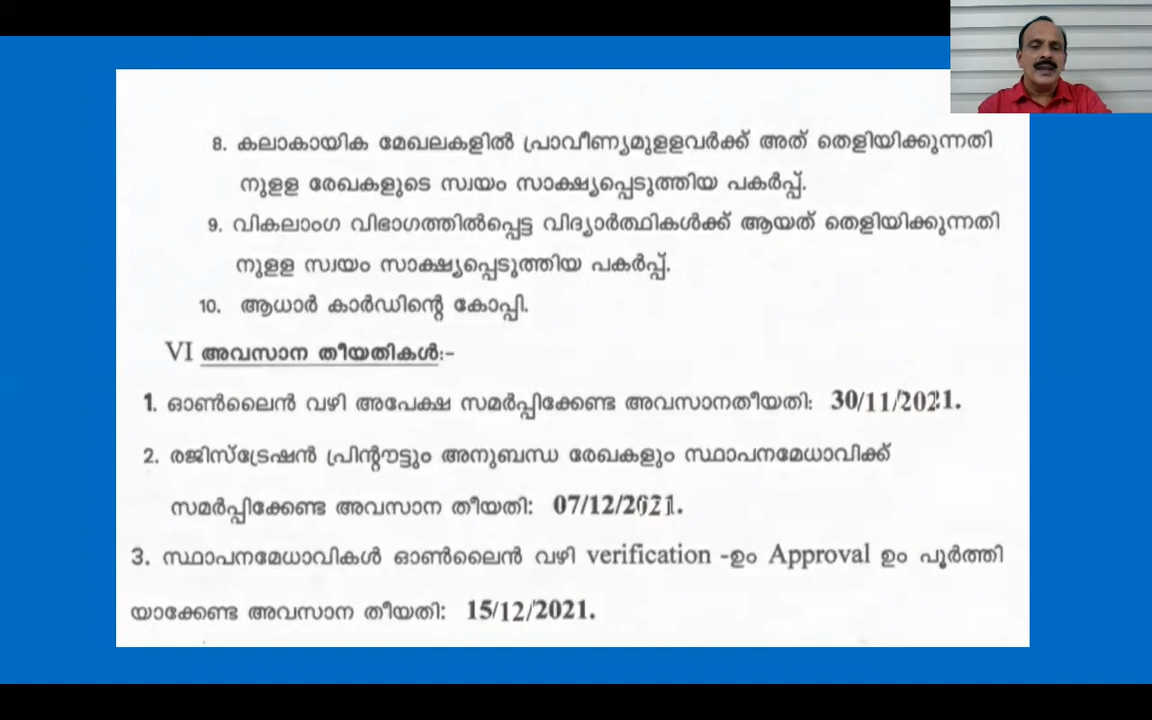 8. കലാകായിക മേഖലകളിൽ പ്രാവീണ്യമുളളവർക്ക് അത് തെളിയിക്കുന്നതി
നുളള രേഖകളുടെ സ്വയം സാക്ഷ്യപ്പെടുത്തിയ പകർപ്പ്.
9. വികലാംഗ വിഭാഗത്തിൽപ്പെട്ട വിദ്യാർത്ഥികൾക്ക് ആയത് തെളിയിക്കുന്നതി
നുളള സ്വയം സാക്ഷ്യപ്പെടുത്തിയ പകർപ്പ്.
10. ആധാർ കാർഡിന്റെ കോപ്പി.
VI അവസാന തീയതികൾ:-
1. ഓൺലൈൻ വഴി അപേക്ഷ സമർപ്പിക്കേണ്ട അവസാനതീയതി: 30/11/2021.
2. രജിസ്ട്രേഷൻ പ്രിന്റൗട്ടും അനുബന്ധ രേഖകളും സ്ഥാപനമേധാവിക്ക്
സമർപ്പിക്കേണ്ട അവസാന തീയതി: 07/12/2021.
3. സ്ഥാപനമേധാവികൾ ഓൺലൈൻ വഴി verification -ഉം Approval ഉം പൂർത്തി
യാക്കേണ്ട അവസാന തീയതി: 15/12/2021.